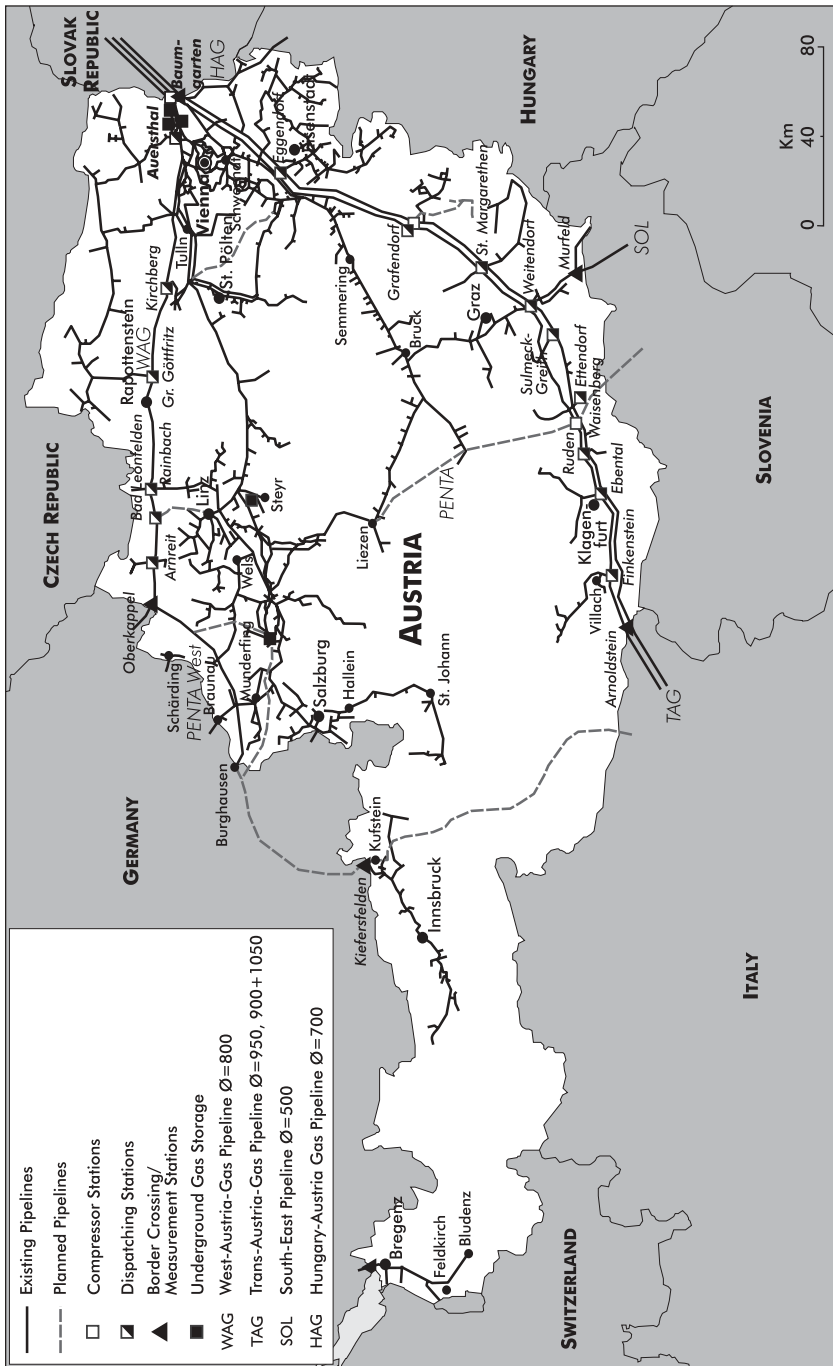 Existing Pipelines
Planned Pipelines
Compressor Stations
Dispatching Stations
Border Crossing/
Measurement Stations
Underground Gas Storage
WAG West-Austria-Gas Pipeline Ø=800
TAG Trans-Austria-Gas Pipeline Ø=950, 900+1050
SOL South-East Pipeline Ø=500
HAG Hungary-Austria Gas Pipeline Ø=700
GERMANY
CZECH REPUBLIC
SLOVAK
REPUBLIC
HUNGARY
SLOVENIA
ITALY
SWITZERLAND
AUSTRIA
Bregenz
Feldkirch
Bludenz
Innsbruck
Kiefersfelden
Kufstein
Burghausen
Braunau
PENTA West
Schärding
Munderfing
Salzburg
Hallein
St. Johann
Oberkappel
Arnreit
Wels
Linz
Steyr
Bad Leonfelden
Rainbach
Rapottenstein
WAG
Gr. Göttfritz
Kirchberg
Tulln
St. Pölten
Vienna
Schwechat
Auersthal
Baum-
garten
HAG
Eggendorf
Eisenstadt
Semmering
Bruck
Liezen
PENTA
Grafendorf
St. Margarethen
Graz
Weitendorf
Murfeld
SOL
Sulmeck-
Greith
Ettendorf
Waisenberg
Ruden
Ebental
Klagen-
furt
Finkenstein
Villach
Arnoldstein
TAG
Km
0 40 80